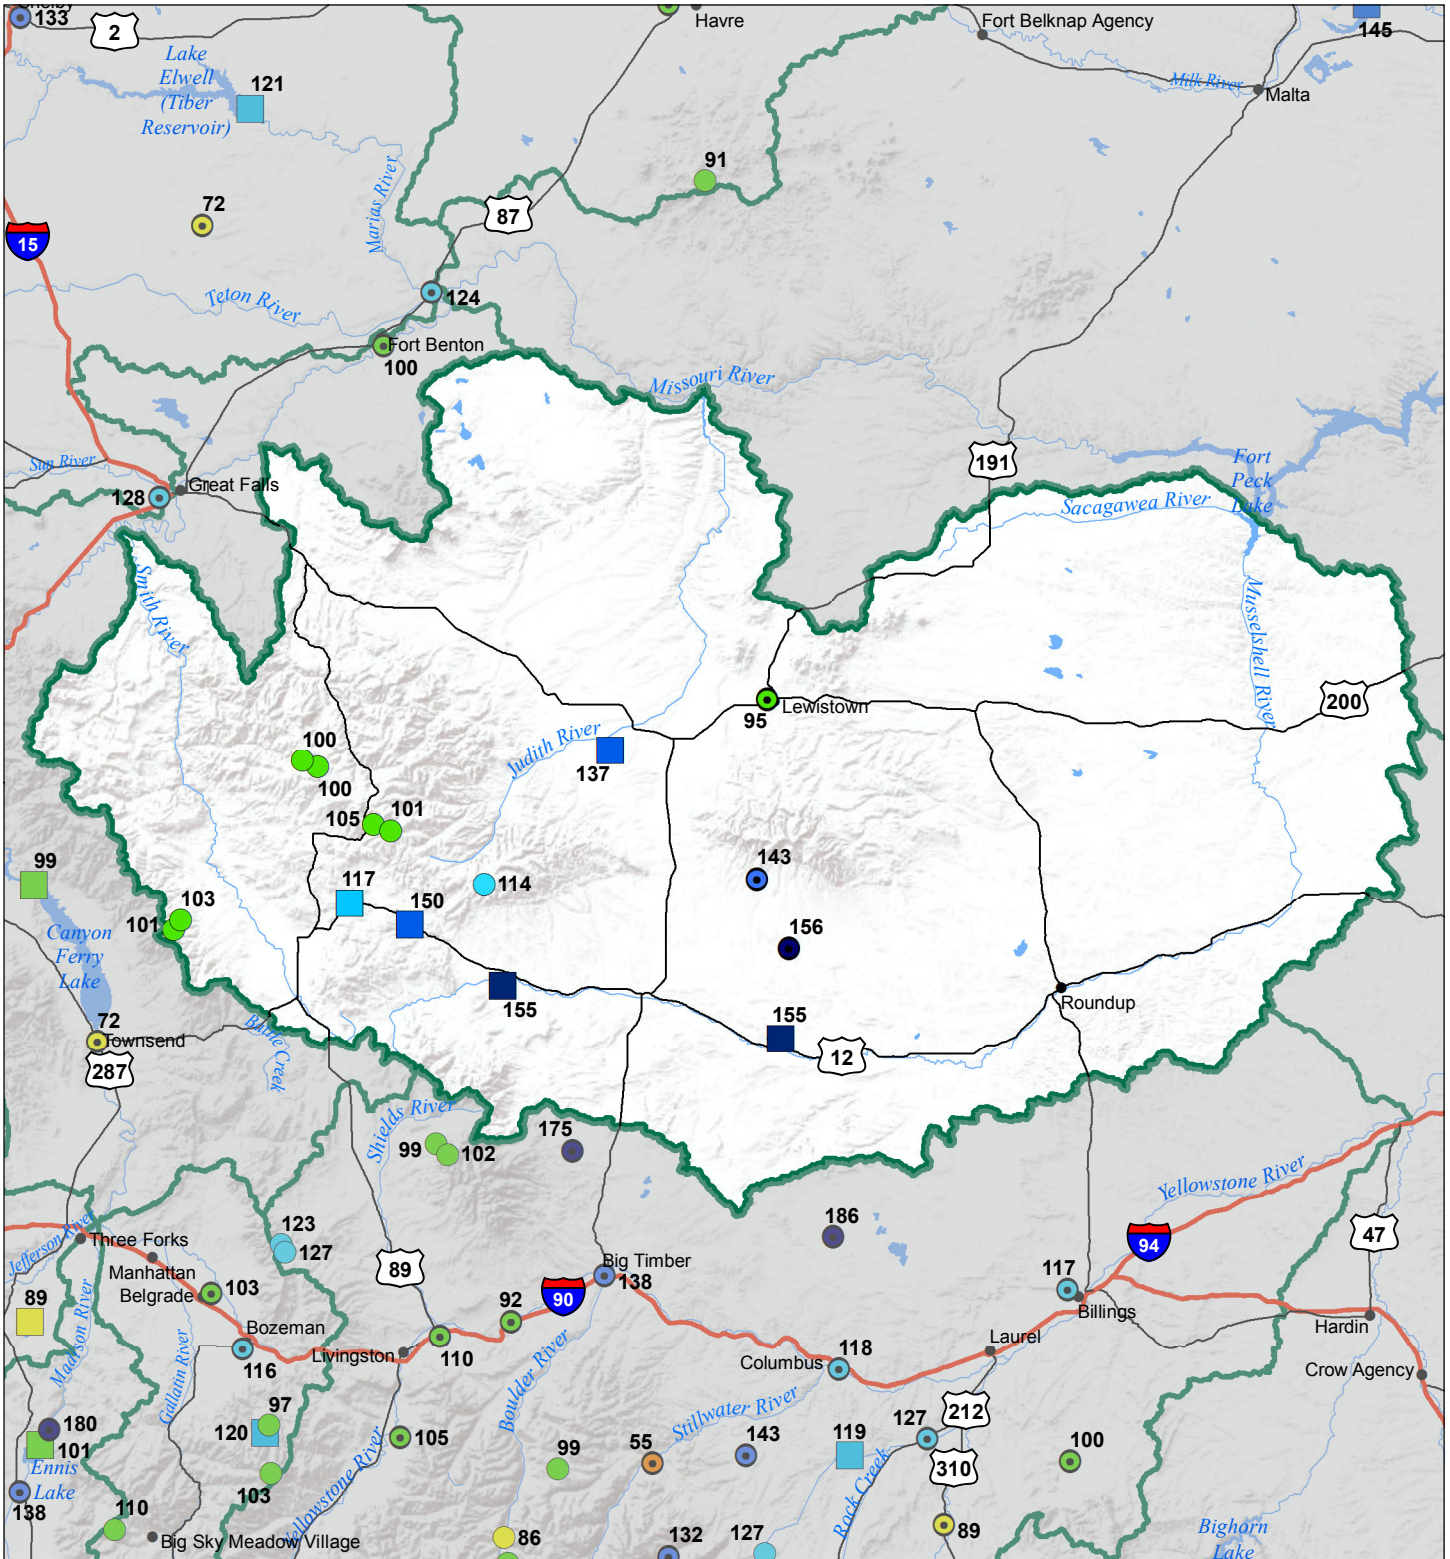 Shelby
133
2
Havre
Fort Belknap Agency
145
Lake
Elwell
(Tiber
Reservoir)
121
Milk River
Malta
91
72
Marias River
87
15
Teton River
124
Fort Benton
100
Missouri River
Sun River
Great Falls
128
191
Fort
Peck
Lake
Sacagawea River
Smith River
Musselshell River
200
95
Lewistown
Judith River
137
100
100
105
101
99
143
117
150
114
103
101
156
Canyon
Ferry
Lake
155
Roundup
155
72
Townsend
Battle Creek
12
287
Shields River
99
102
175
Yellowstone River
186
123
127
Jefferson River
Three Forks
Manhattan
Belgrade
103
89
Big Timber
138
94
47
117
Billings
89
Madison River
Bozeman
116
Gallatin River
Livingston
110
92
90
Boulder River
Columbus
118
Laurel
Hardin
Crow Agency
Stillwater River
212
180
101
97
120
105
99
55
143
119
127
310
100
Ennis
Lake
138
103
110
Big Sky Meadow Village
Yellowstone River
86
132
127
Rock Creek
89
Bighorn
Lake